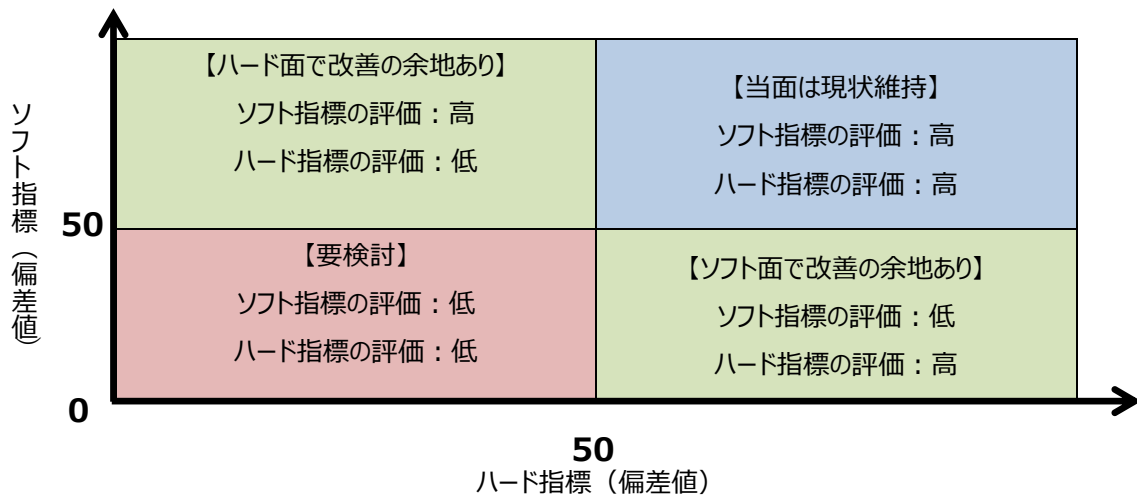 【ハード面で改善の余地あり】
ソフト指標の評価：高
ハード指標の評価：低
【当面は現状維持】
ソフト指標の評価：高
ハード指標の評価：高
ソフト指標（偏差値）
50
【要検討】
ソフト指標の評価：低
ハード指標の評価：低
【ソフト面で改善の余地あり】
ソフト指標の評価：低
ハード指標の評価：高
0
50
ハード指標（偏差値）